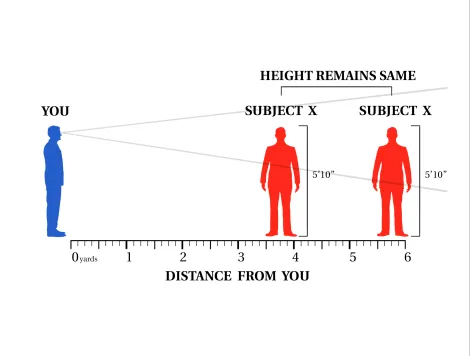 HEIGHT REMAINS SAME
YOU SUBJECT X SUBJECT X
5'10" 5'10"
0 yards 1 2 3 4 5 6
DISTANCE FROM YOU